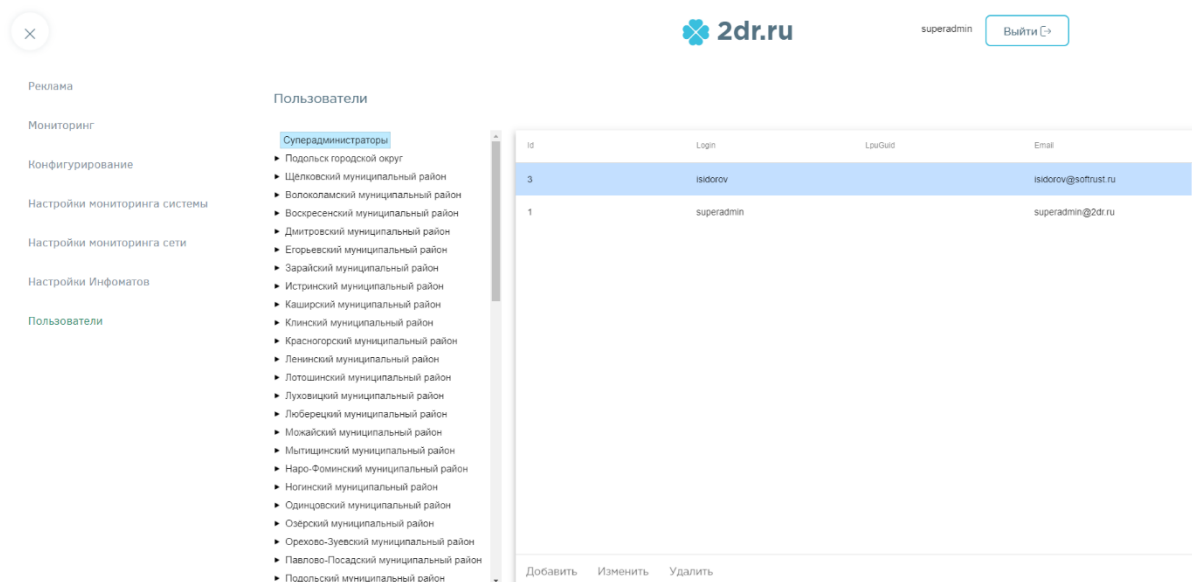 2dr.ru
superadmin
Выйти
Реклама
Мониторинг
Конфигурирование
Настройки мониторинга системы
Настройки мониторинга сети
Настройки Инфоматов
Пользователи
Пользователи
Суперадминистраторы
Подольск городской округ
Щёлковский муниципальный район
Волоколамский муниципальный район
Воскресенский муниципальный район
Дмитровский муниципальный район
Егорьевский муниципальный район
Зарайский муниципальный район
Истринский муниципальный район
Каширский муниципальный район
Клинский муниципальный район
Красногорский муниципальный район
Ленинский муниципальный район
Лотошинский муниципальный район
Луховицкий муниципальный район
Люберецкий муниципальный район
Можайский муниципальный район
Мытищинский муниципальный район
Наро-Фоминский муниципальный район
Ногинский муниципальный район
Одинцовский муниципальный район
Озёрский муниципальный район
Орехово-Зуевский муниципальный район
Павлово-Посадский муниципальный район
Подольский муниципальный район
Id Login LpuGuid Email
3 isidorov isidorov@softrust.ru
1 superadmin superadmin@2dr.ru
Добавить Изменить Удалить